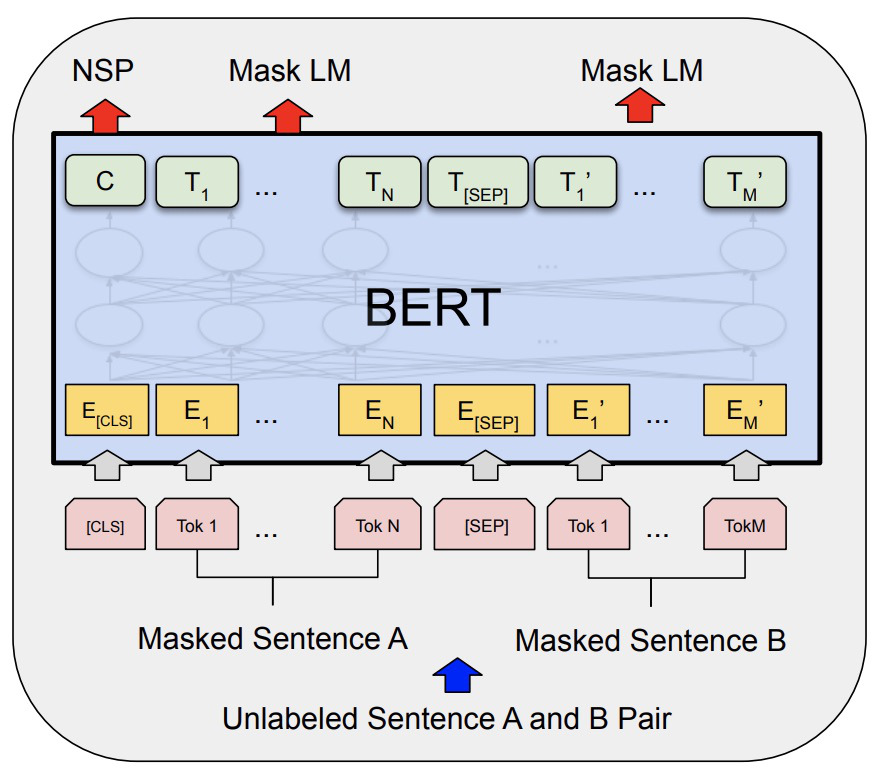 NSP Mask LM Mask LM
C T1 ... TN T[SEP] T1’ ... TM’
...
BERT
...
E[CLS] E1 ... EN E[SEP] E1’ ... EM’
[CLS] Tok 1 ... Tok N [SEP] Tok 1 ... TokM
Masked Sentence A Masked Sentence B
Unlabeled Sentence A and B Pair